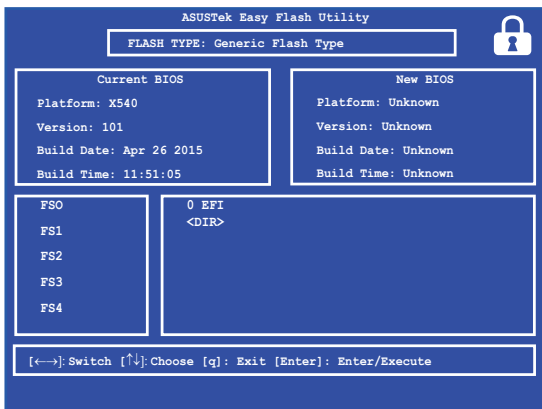 ASUSTek Easy Flash Utility
FLASH TYPE: Generic Flash Type
Current BIOS
Platform: X540
Version: 101
Build Date: Apr 26 2015
Build Time: 11:51:05
New BIOS
Platform: Unknown
Version: Unknown
Build Date: Unknown
Build Time: Unknown
FSO
FS1
FS2
FS3
FS4
0 EFI
<DIR>
[←→]: Switch [↑↓]: Choose [q]: Exit [Enter]: Enter/Execute